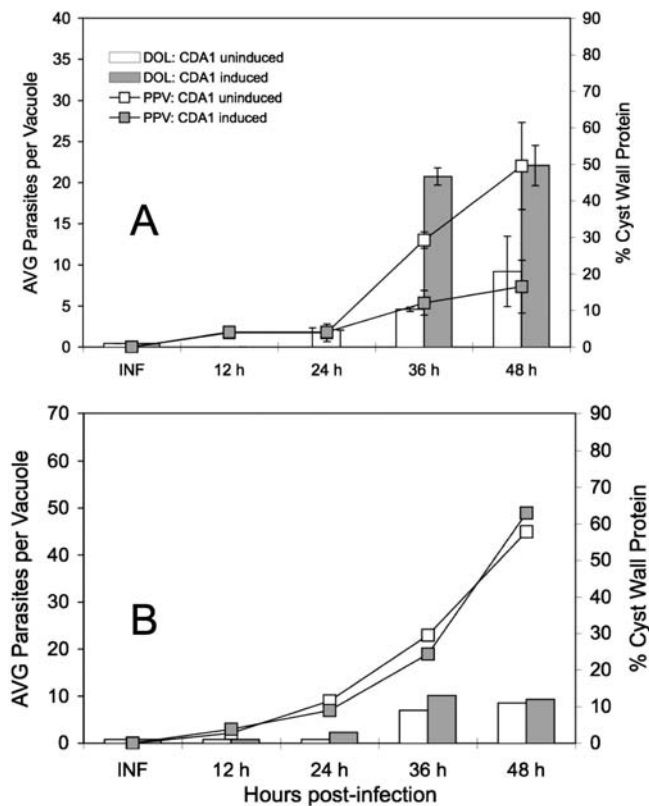 40
35
30
25
20
15
10
5
0
AVG Parasites per Vacuole
DOL: CDA1 uninduced
DOL: CDA1 induced
PPV: CDA1 uninduced
PPV: CDA1 induced
A
90
80
70
60
50
40
30
20
10
0
% Cyst Wall Protein
INF 12 h 24 h 36 h 48 h
70
60
50
40
30
20
10
0
AVG Parasites per Vacuole
B
90
80
70
60
50
40
30
20
10
0
% Cyst Wall Protein
INF 12 h 24 h 36 h 48 h
Hours post-infection